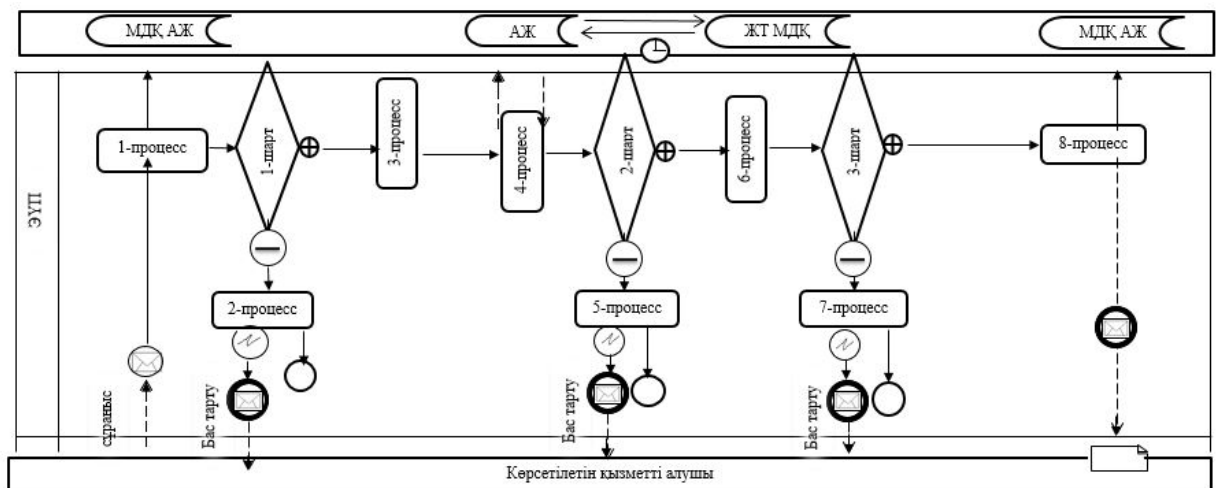 МДҚ АЖ
АЖ
ЖТ МДҚ
МДҚ АЖ
ЭҮП
1-процесс
1-шарт
3-процесс
4-процесс
2-шарт
6-процесс
3-шарт
8-процесс
2-процесс
5-процесс
7-процесс
сұраныс
Бас тарту
Бас тарту
Бас тарту
Көрсетілетін қызметті алушы